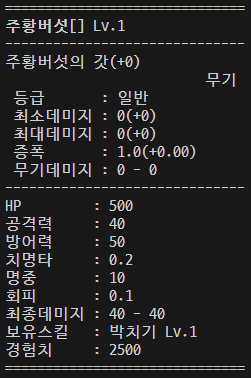 ==============================
주황버섯[] Lv.1
------------------------------
주황버섯의 갓(+0)
무기
등급 : 일반
최소데미지 : 0(+0)
최대데미지 : 0(+0)
증폭 : 1.0(+0.00)
무기데미지 : 0 - 0
------------------------------
HP : 500
공격력 : 40
방어력 : 50
치명타 : 0.2
명중 : 10
회피 : 0.1
최종데미지 : 40 - 40
보유스킬 : 박치기 Lv.1
경험치 : 2500
==============================